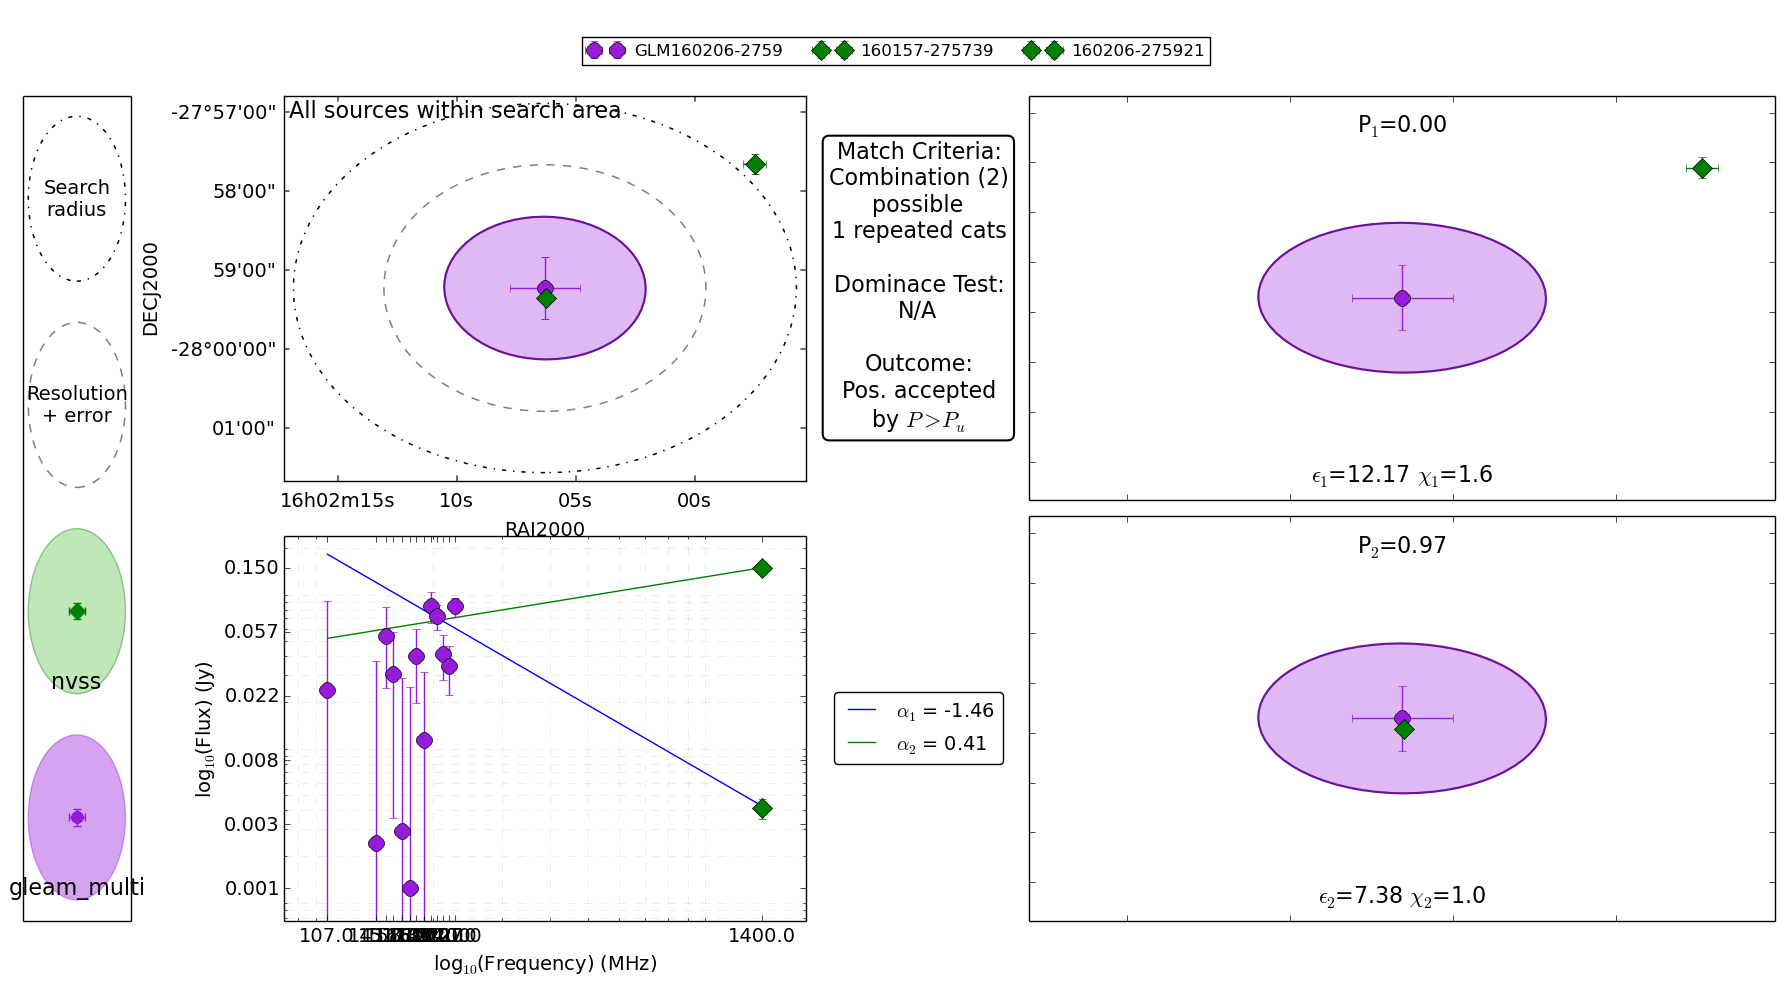 GLM160206-2759 160157-275739 160206-275921
Search
radius
Resolution
+ error
nvss
gleam_multi
All sources within search area
-27°57'00"
58'00"
59'00"
-28°00'00"
01'00"
DECJ2000
16h02m15s 10s 05s 00s
RAJ2000
Match Criteria:
Combination (2)
possible
1 repeated cats
Dominace Test:
N/A
Outcome:
Pos. accepted
by P>Pu
P1=0.00
ϵ1=12.17 χ1=1.6
0.150
0.057
0.022
0.008
0.003
0.001
log10(Flux) (Jy)
107.0 1400.0
log10(Frequency) (MHz)
α1 = -1.46
α2 = 0.41
P2=0.97
ϵ2=7.38 χ2=1.0